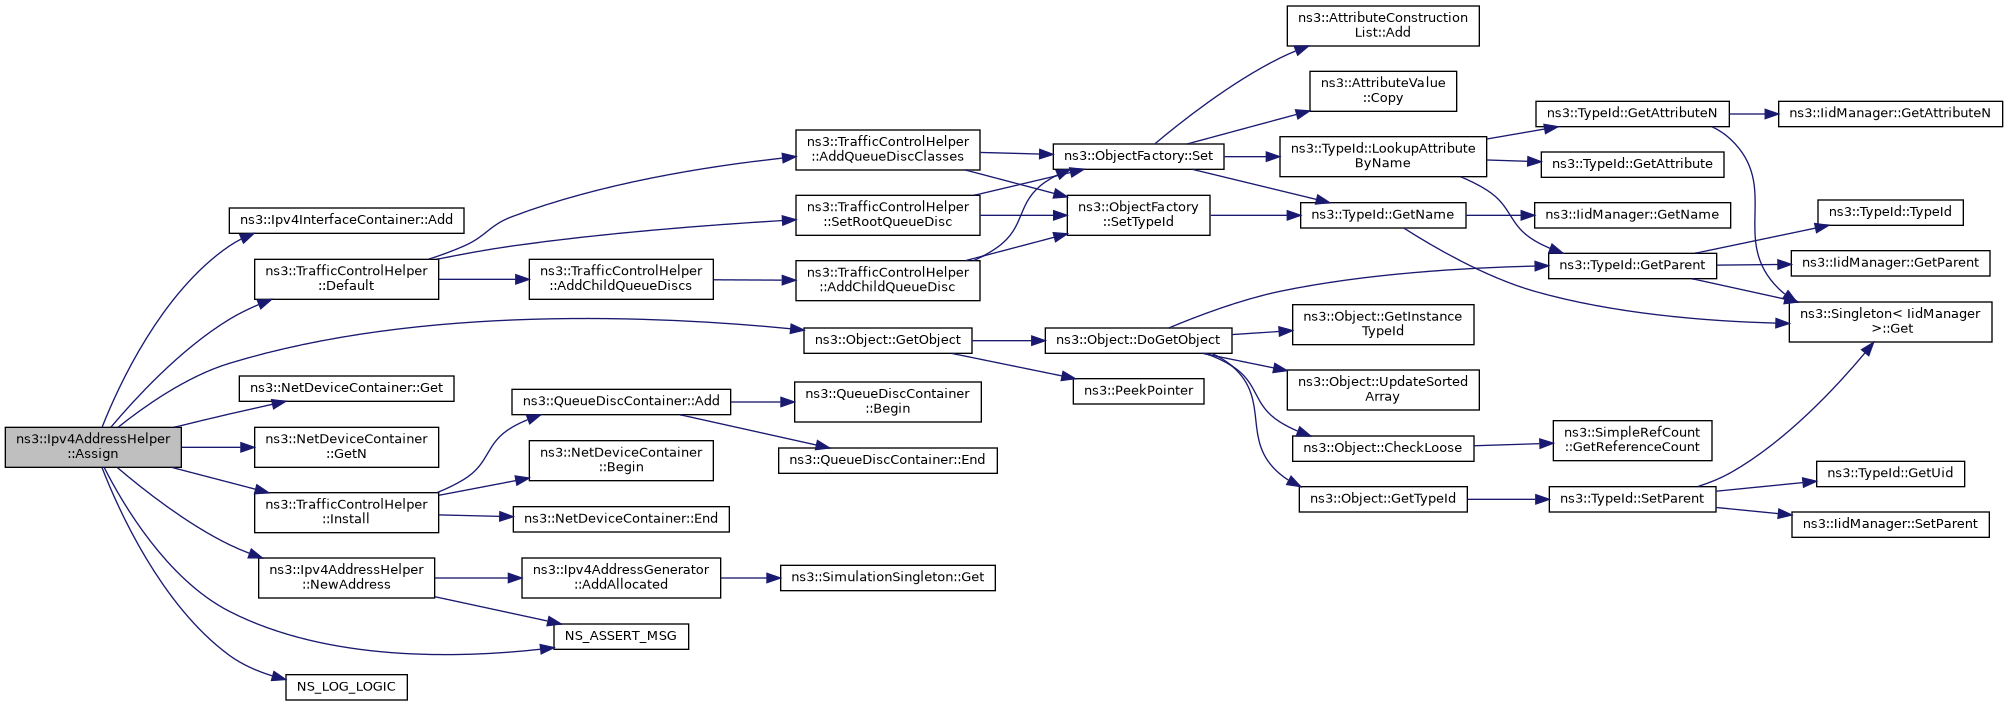 ns3::AttributeConstruction
List::Add
ns3::AttributeValue
::Copy
ns3::TypeId::GetAttributeN
ns3::IidManager::GetAttributeN
ns3::TrafficControlHelper
::AddQueueDiscClasses
ns3::ObjectFactory::Set
ns3::TypeId::LookupAttribute
ByName
ns3::TypeId::GetAttribute
ns3::Ipv4InterfaceContainer::Add
ns3::TrafficControlHelper
::SetRootQueueDisc
ns3::ObjectFactory
::SetTypeId
ns3::TypeId::GetName
ns3::IidManager::GetName
ns3::TypeId::TypeId
ns3::TrafficControlHelper
::Default
ns3::TrafficControlHelper
::AddChildQueueDiscs
ns3::TrafficControlHelper
::AddChildQueueDisc
ns3::TypeId::GetParent
ns3::IidManager::GetParent
ns3::Object::GetObject
ns3::Object::DoGetObject
ns3::Object::GetInstance
TypeId
ns3::Singleton< IidManager
>::Get
ns3::NetDeviceContainer::Get
ns3::PeekPointer
ns3::Object::UpdateSorted
Array
ns3::QueueDiscContainer::Add
ns3::QueueDiscContainer
::Begin
ns3::Ipv4AddressHelper
::Assign
ns3::NetDeviceContainer
::GetN
ns3::NetDeviceContainer
::Begin
ns3::QueueDiscContainer::End
ns3::Object::CheckLoose
ns3::SimpleRefCount
::GetReferenceCount
ns3::TrafficControlHelper
::Install
ns3::NetDeviceContainer::End
ns3::Object::GetTypeId
ns3::TypeId::SetParent
ns3::TypeId::GetUid
ns3::IidManager::SetParent
ns3::Ipv4AddressHelper
::NewAddress
ns3::Ipv4AddressGenerator
::AddAllocated
ns3::SimulationSingleton::Get
NS_ASSERT_MSG
NS_LOG_LOGIC